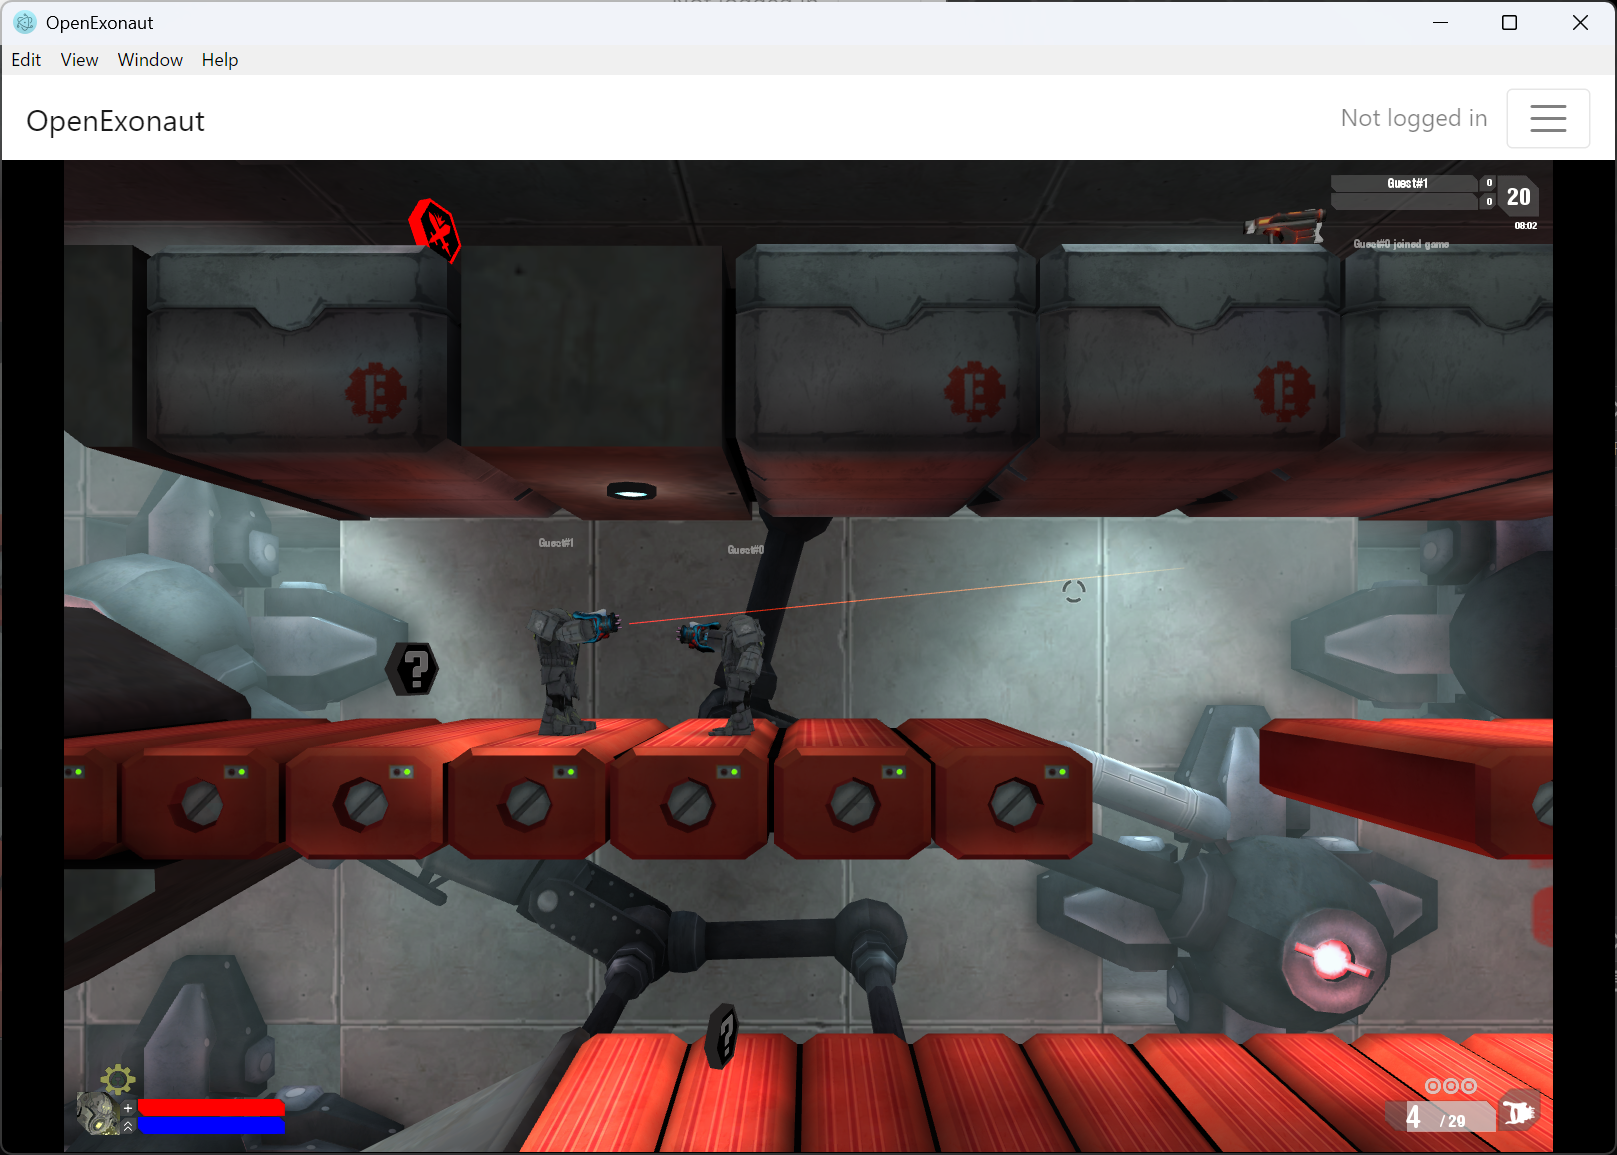 OpenExonaut
Edit View Window Help
OpenExonaut
Not logged in
Guest#1 0
0
20
08:02
Guest#0 joined game
E
E
E
Guest#1
Guest#0
?
?
+
4 / 29